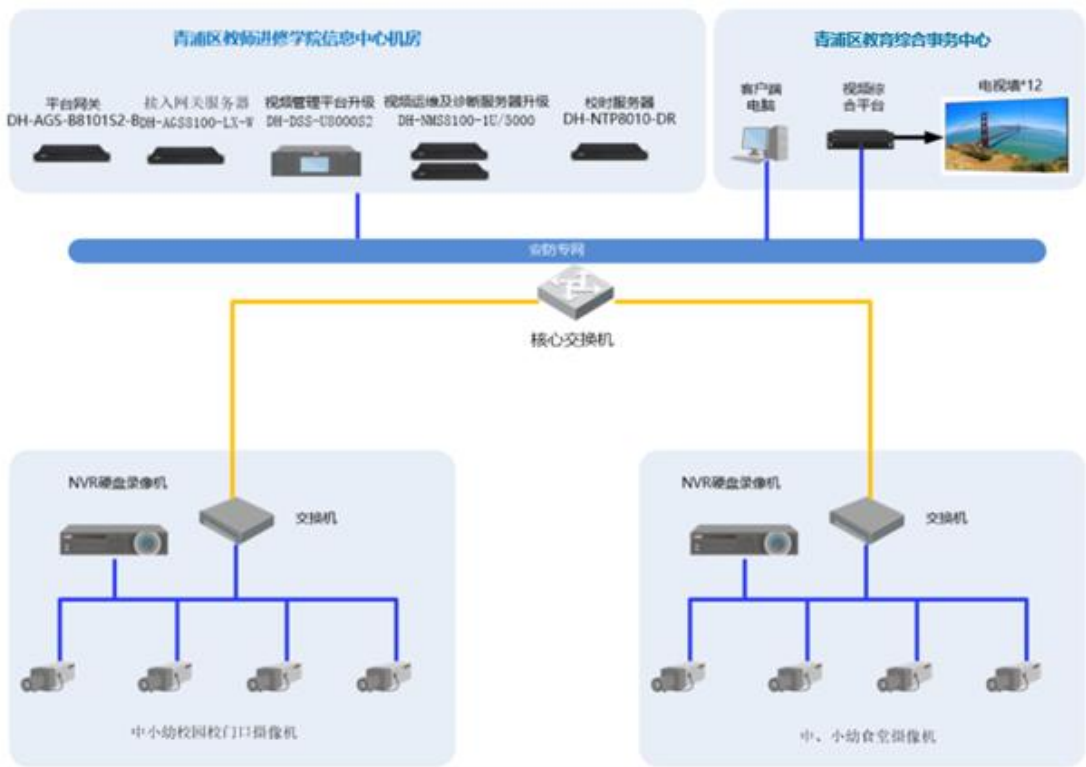 青浦区教师进修学院信息中心机房
青浦区教育综合事务中心
平台网关
DH-AGS-B8101S2-B
接入网关服务器
DH-AGS8100-LX-W
视频管理平台升级
DH-DSS-U8000S2
视频运维及诊断服务器升级
DH-NMS8100-1U/5000
校时服务器
DH-NTP8010-DR
客户端
电脑
视频综
合平台
电视墙*12
安防专网
核心交换机
NVR硬盘录像机
交换机
NVR硬盘录像机
交换机
中小幼校园校门口摄像机
中、小幼食堂摄像机